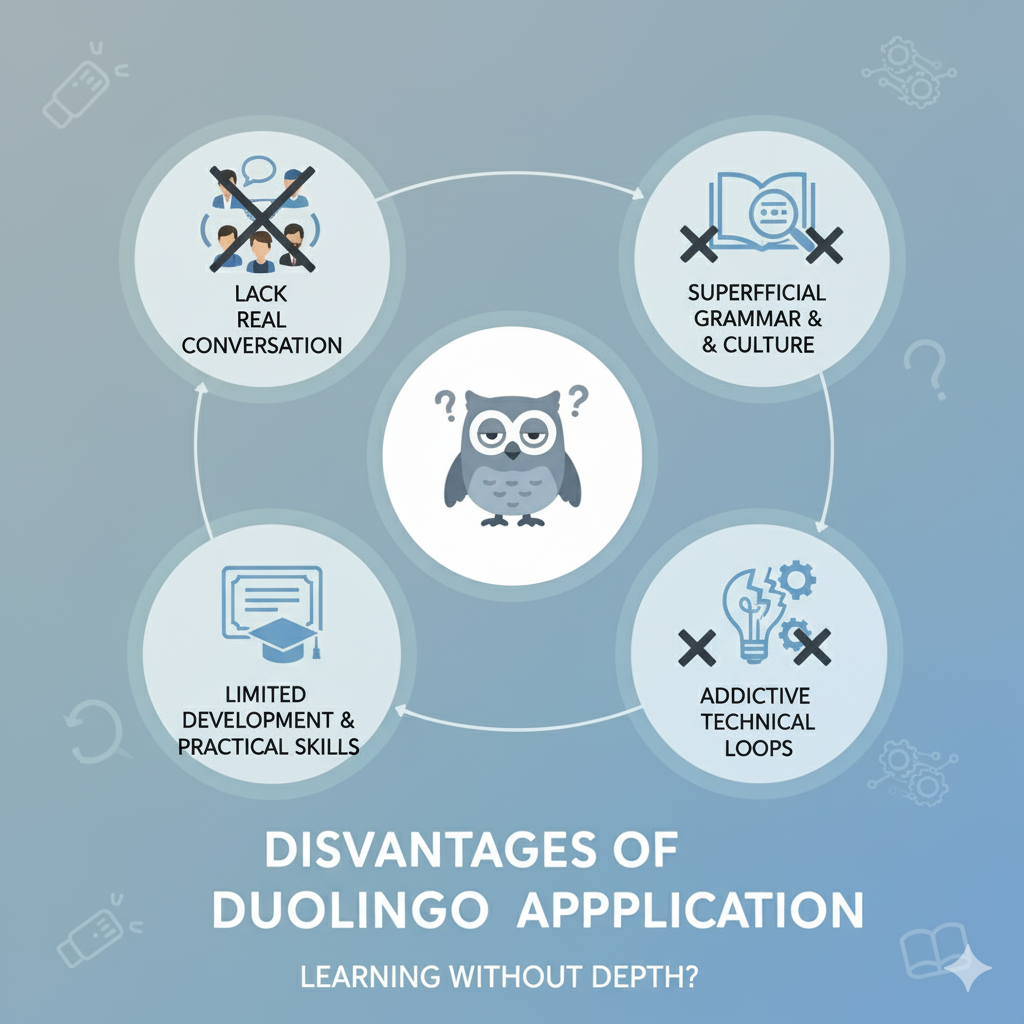 LACK
REAL
CONVERSATION
SUPERFFICIAL
GRAMMAR &
& CULTURE
? ?
LIMITED
DEVELOPMENT &
PRACTICAL SKILLS
ADDICTIVE
TECHNICAL
LOOPS
DISVANTAGES OF
DUOLINGO APPPLICATION
LEARNING WITHOUT DEPTH?